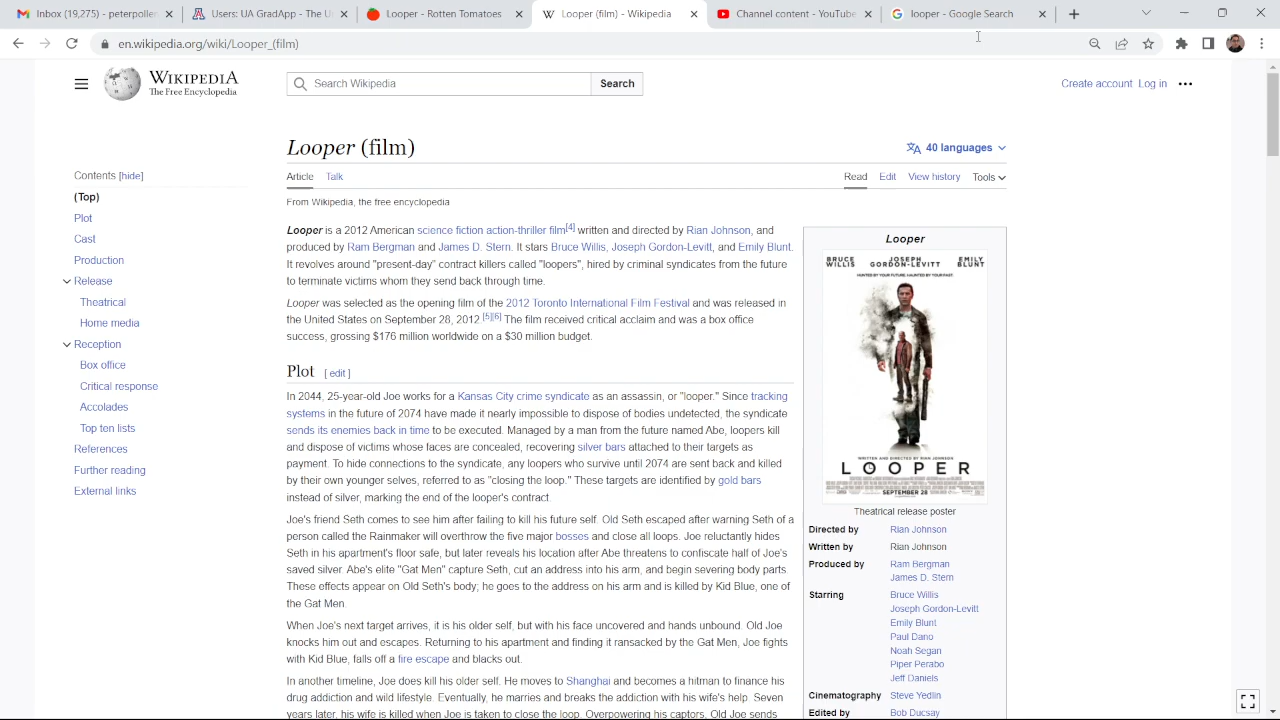 Email - Masterpole
Users: UA GradApp - The U
Looper - Rotten Tomatoes
Looper (film) - Wikipedia
Channel content - YouTube
Google Search
en.wikipedia.org/wiki/Looper_(film)
WIKIPEDIA
The Free Encyclopedia
Search Wikipedia
Search
Create account Log in
Looper (film)
40 languages
Article Talk
Read Edit View history Tools
From Wikipedia, the free encyclopedia
Contents [hide]
(Top)
Plot
Cast
Production
Release
Theatrical
Home media
Reception
Box office
Critical response
Accolades
Top ten lists
References
Further reading
External links
Looper is a 2012 American science fiction action-thriller film[4] written and directed by Rian Johnson, and
produced by Ram Bergman and James D. Stern. It stars Bruce Willis, Joseph Gordon-Levitt, and Emily Blunt.
It revolves around "present-day" contract killers called "loopers", hired by criminal syndicates from the future
to terminate victims whom they send back through time.
Looper was selected as the opening film of the 2012 Toronto International Film Festival and was released in
the United States on September 28, 2012.[5][6] The film received critical acclaim and was a box office
success, grossing $176 million worldwide on a $30 million budget.
Plot [ edit ]
In 2044, 25-year-old Joe works for a Kansas City crime syndicate as an assassin, or "looper." Since tracking
systems in the future of 2074 have made it nearly impossible to dispose of bodies undetected, the syndicate
sends its enemies back in time to be executed. Managed by a man from the future named Abe, loopers kill
and dispose of victims whose faces are concealed, recovering silver bars attached to their targets as
payment. To hide connections to the syndicate, any loopers who survive until 2074 are sent back and killed
by their own younger selves, referred to as "closing the loop." These targets are identified by gold bars
instead of silver, marking the end of the looper's contract.
Joe's friend Seth comes to see him after failing to kill his future self. Old Seth escaped after warning Seth of a
person called the Rainmaker will overthrow the five major bosses and close all loops. Joe reluctantly hides
Seth in his apartment's floor safe, but later reveals his location after Abe threatens to confiscate half of Joe's
saved silver. Abe's elite "Gat Men" capture Seth, cut an address into his arm, and begin severing body parts.
These effects appear on Old Seth's body; he goes to the address on his arm and is killed by Kid Blue, one of
the Gat Men.
When Joe's next target arrives, it is his older self, but with his face uncovered and hands unbound. Old Joe
knocks him out and escapes. Returning to his apartment and finding it ransacked by the Gat Men, Joe fights
with Kid Blue, falls off a fire escape and blacks out.
In another timeline, Joe does kill his older self. He moves to Shanghai and becomes a hitman to finance his
drug addiction and wild lifestyle. Eventually, he marries and breaks the addiction with his wife's help. Seven
years later, his wife is killed when Joe is taken to close the loop. Overpowering his captors, Old Joe sends
Looper
BRUCE WILLIS JOSEPH GORDON-LEVITT EMILY BLUNT
HUNTED BY YOUR FUTURE. HAUNTED BY YOUR PAST.
WRITTEN AND DIRECTED BY RIAN JOHNSON
LOOPER
SEPTEMBER 28
Theatrical release poster
Directed by Rian Johnson
Written by Rian Johnson
Produced by Ram Bergman
James D. Stern
Starring Bruce Willis
Joseph Gordon-Levitt
Emily Blunt
Paul Dano
Noah Segan
Piper Perabo
Jeff Daniels
Cinematography Steve Yedlin
Edited by Bob Ducsay